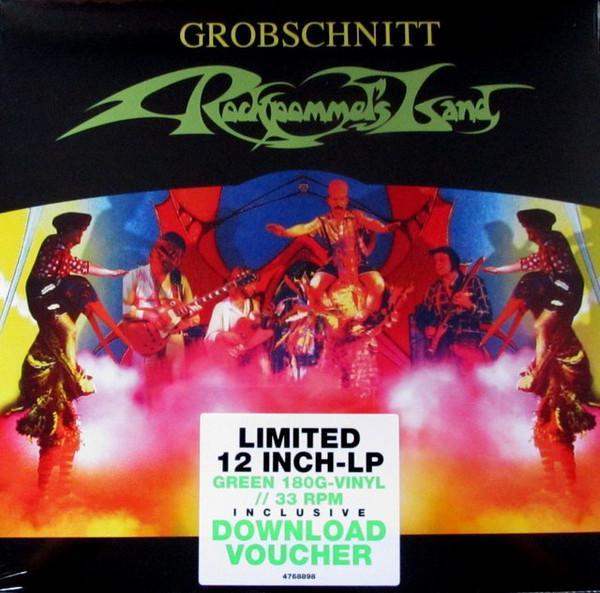 GROBSCHNITT
Rockpommel's Land
LIMITED
12 INCH-LP
GREEN 180G-VINYL
// 33 RPM
INCLUSIVE
DOWNLOAD
VOUCHER
4768898